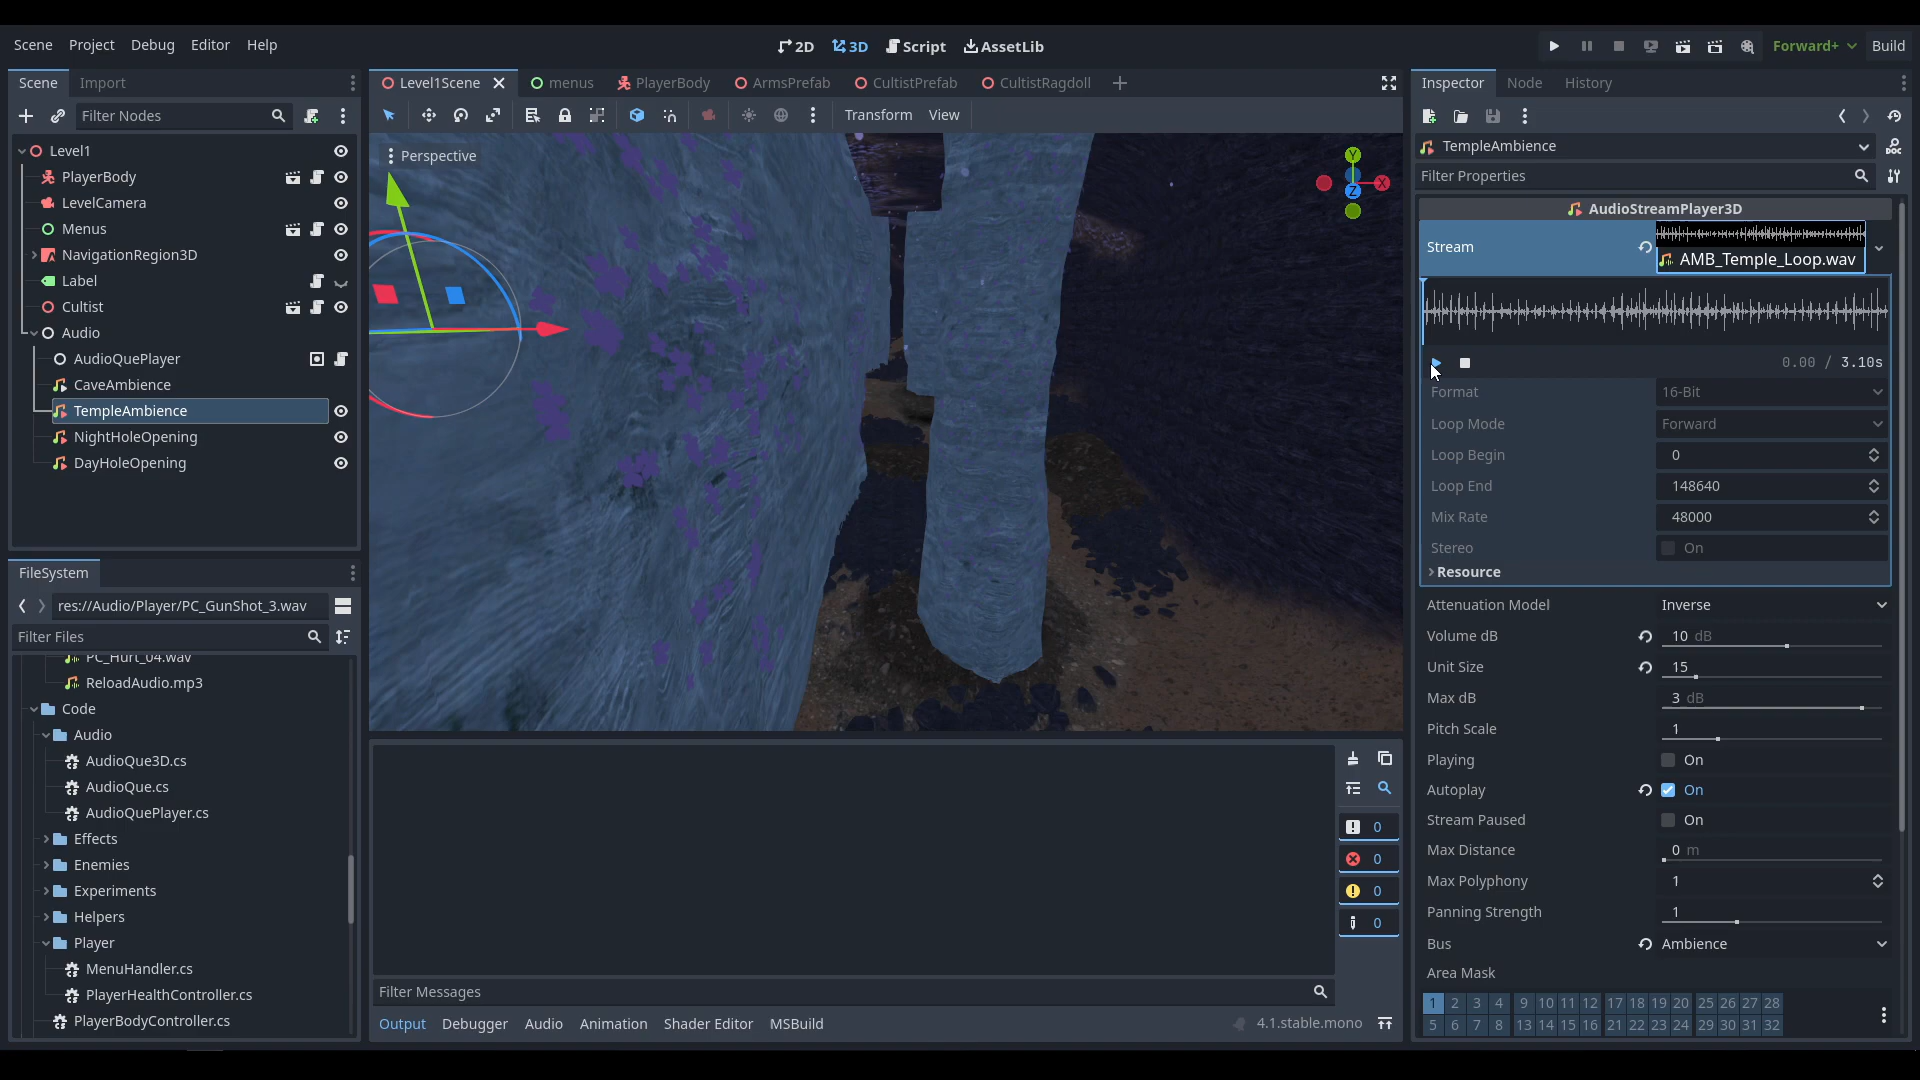 Scene Project Debug Editor Help
2D 3D Script AssetLib
Forward+ Build
Scene Import
Filter Nodes
Level1
PlayerBody
LevelCamera
Menus
NavigationRegion3D
Label
Cultist
Audio
AudioQuePlayer
CaveAmbience
TempleAmbience
NightHoleOpening
DayHoleOpening
FileSystem
res://Audio/Player/PC_GunShot_3.wav
Filter Files
PC_Hurt_04.wav
ReloadAudio.mp3
Code
Audio
AudioQue3D.cs
AudioQue.cs
AudioQuePlayer.cs
Effects
Enemies
Experiments
Helpers
Player
MenuHandler.cs
PlayerHealthController.cs
PlayerBodyController.cs
Level1Scene menus PlayerBody ArmsPrefab CultistPrefab CultistRagdoll
Transform View
Perspective
Y
X
Z
0
0
0
0
Filter Messages
Output Debugger Audio Animation Shader Editor MSBuild 4.1.stable.mono
Inspector Node History
TempleAmbience
Filter Properties
AudioStreamPlayer3D
Stream AMB_Temple_Loop.wav
0.00 / 3.10s
Format 16-Bit
Loop Mode Forward
Loop Begin 0
Loop End 148640
Mix Rate 48000
Stereo On
Resource
Attenuation Model Inverse
Volume dB 10 dB
Unit Size 15
Max dB 3 dB
Pitch Scale 1
Playing On
Autoplay On
Stream Paused On
Max Distance 0 m
Max Polyphony 1
Panning Strength 1
Bus Ambience
Area Mask
1 2 3 4 9 10 11 12 17 18 19 20 25 26 27 28
5 6 7 8 13 14 15 16 21 22 23 24 29 30 31 32